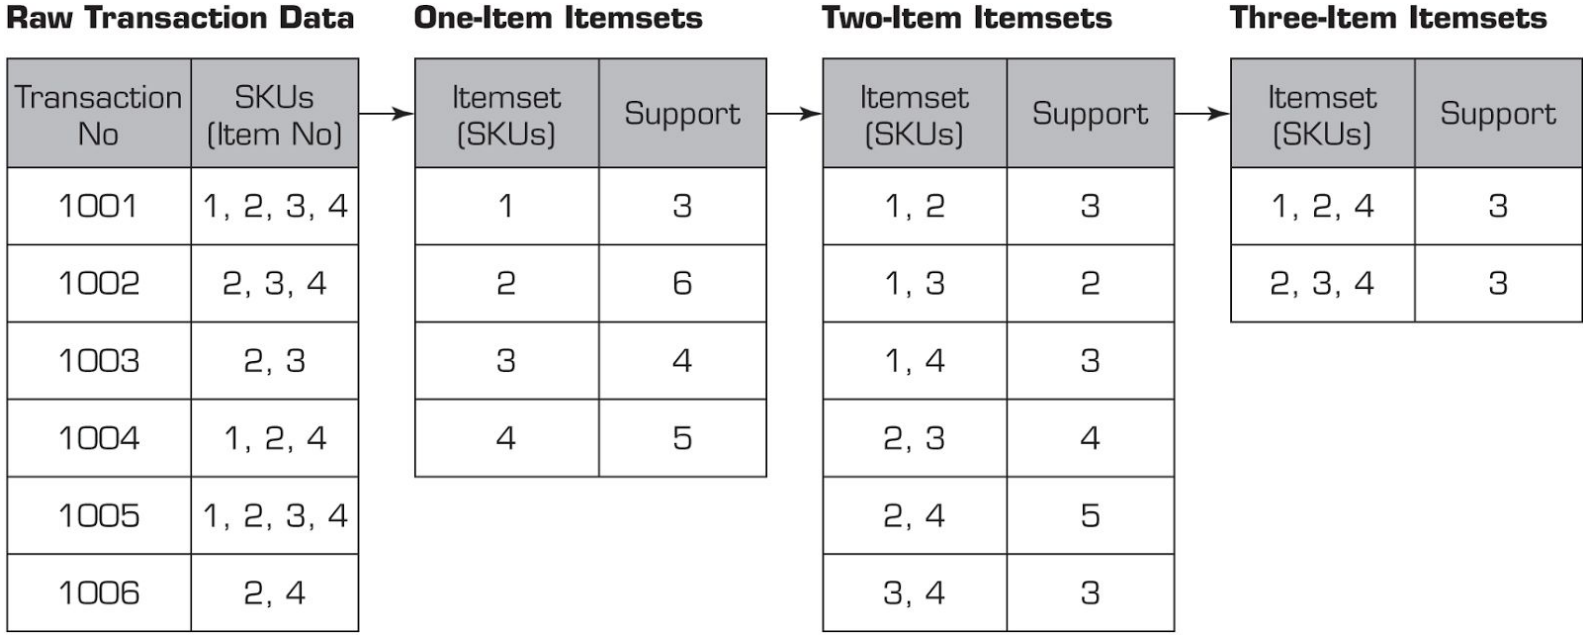 Raw Transaction Data One-Item Itemsets Two-Item Itemsets Three-Item Itemsets
Transaction No SKUs (Item No)
1001 1, 2, 3, 4
1002 2, 3, 4
1003 2, 3
1004 1, 2, 4
1005 1, 2, 3, 4
1006 2, 4
Itemset (SKUs) Support
1 3
2 6
3 4
4 5
Itemset (SKUs) Support
1, 2 3
1, 3 2
1, 4 3
2, 3 4
2, 4 5
3, 4 3
Itemset (SKUs) Support
1, 2, 4 3
2, 3, 4 3